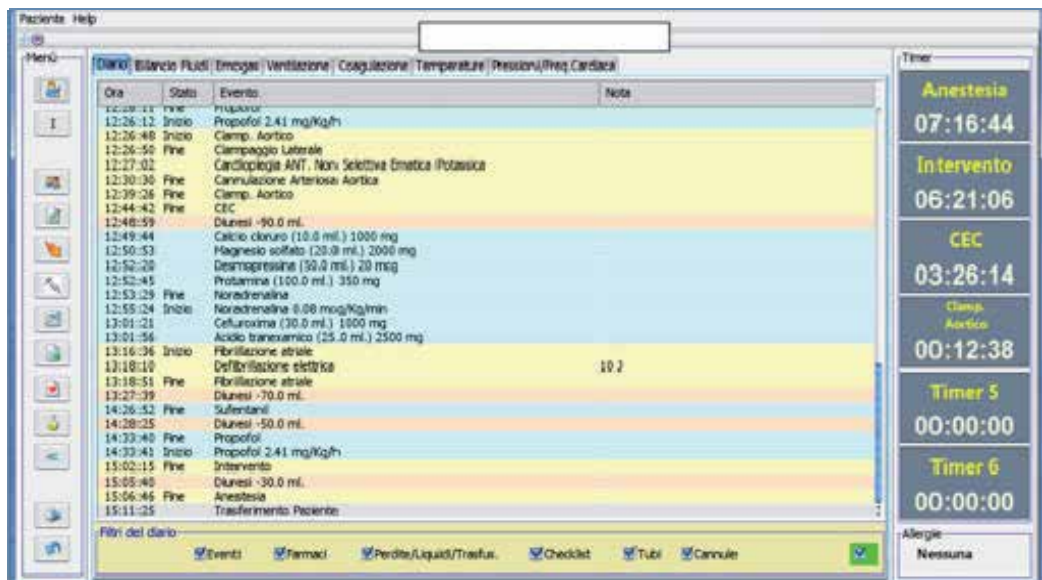 Paziente Help
Menù
Diario Bilancio Fluidi Emogas Ventilazione Coagulazione Temperature Pressioni/Freq.Cardiaca
Timer
Ora Stato Evento Nota
Fine Propofol
12:26:12 Inizio Propofol 2.41 mg/Kg/h
12:26:48 Inizio Clamp. Aortico
12:26:50 Fine Clampaggio Laterale
12:27:02 Cardioplegia ANT. Non Selettiva Ematica
12:30:30 Fine Cannulazione Arteriosa: Aortica
12:39:26 Fine Clamp. Aortico
12:44:42 Fine CEC
12:48:59 Diuresi -90.0 ml.
12:49:44 Calcio cloruro (10.0 ml.) 1000 mg
12:50:53 Magnesio solfato (20.0 ml.) 2000 mg
12:52:20 Desmopressina (50.0 ml.) 20 mcg
12:52:45 Protamina (100.0 ml.) 350 mg
12:53:29 Fine Noradrenalina
12:55:24 Inizio Noradrenalina 0.08 mcg/Kg/min
13:01:21 Cefuroxima (30.0 ml.) 1000 mg
13:01:56 Acido tranexamico (25.0 ml.) 2500 mg
13:16:36 Inizio Fibrillazione atriale
13:18:10 Defibrillazione elettrica 10 J
13:18:51 Fine Fibrillazione atriale
13:27:39 Diuresi -70.0 ml.
14:26:52 Fine Sufentanil
14:28:25 Diuresi -50.0 ml.
14:33:40 Fine Propofol
14:33:41 Inizio Propofol 2.41 mg/Kg/h
15:02:15 Fine Intervento
15:05:40 Diuresi -30.0 ml.
15:06:46 Fine Anestesia
15:11:25 Trasferimento Paziente
Filtri del diario
Eventi Farmaci Perdite/Liquidi/Trasfus. Checklist Tubi Cannule
Anestesia
07:16:44
Intervento
06:21:06
CEC
03:26:14
Clamp.
Aortico
00:12:38
Timer 5
00:00:00
Timer 6
00:00:00
Allergie
Nessuna